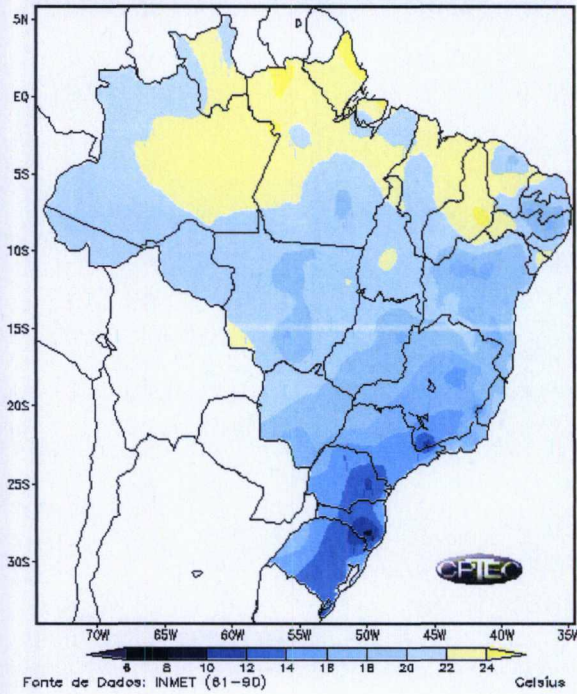 5N
EQ
5S
10S
15S
20S
25S
30S
CPTEC
70W 65W 60W 55W 50W 45W 40W 35W
6 8 10 12 14 16 18 20 22 24
Fonte de Dados: INMET (61-90) Celsius